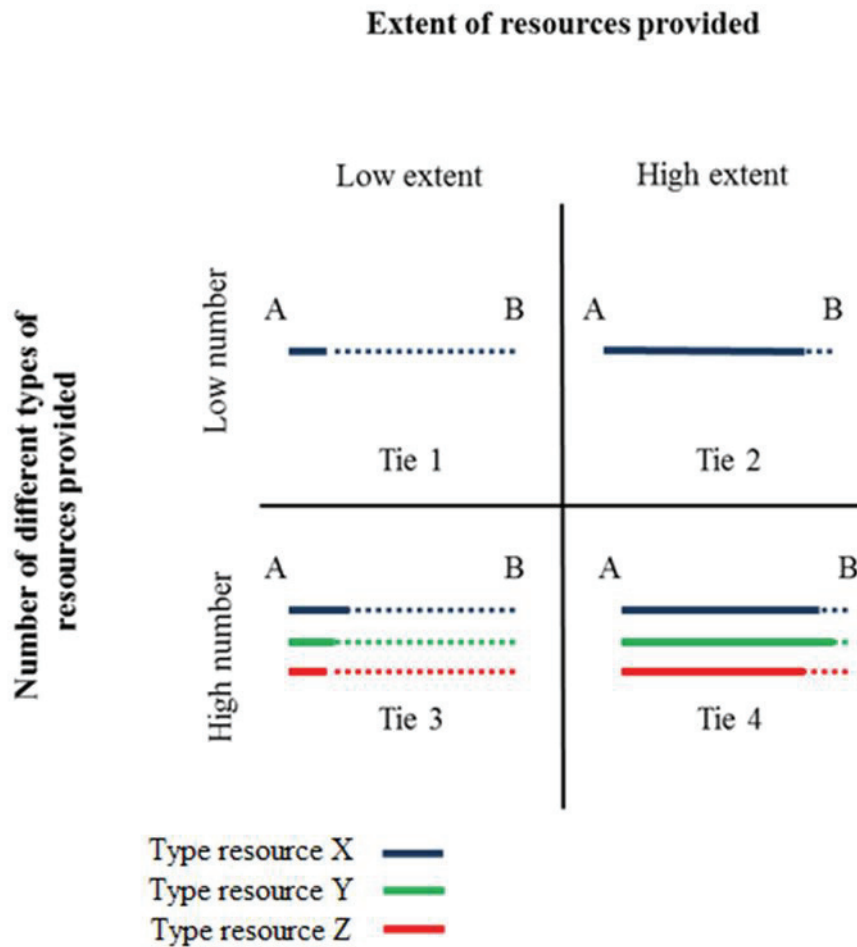 Extent of resources provided
Low extent
High extent
Number of different types of
resources provided
Low number
A
B
A
B
Tie 1
Tie 2
High number
A
B
A
B
Tie 3
Tie 4
Type resource X
Type resource Y
Type resource Z